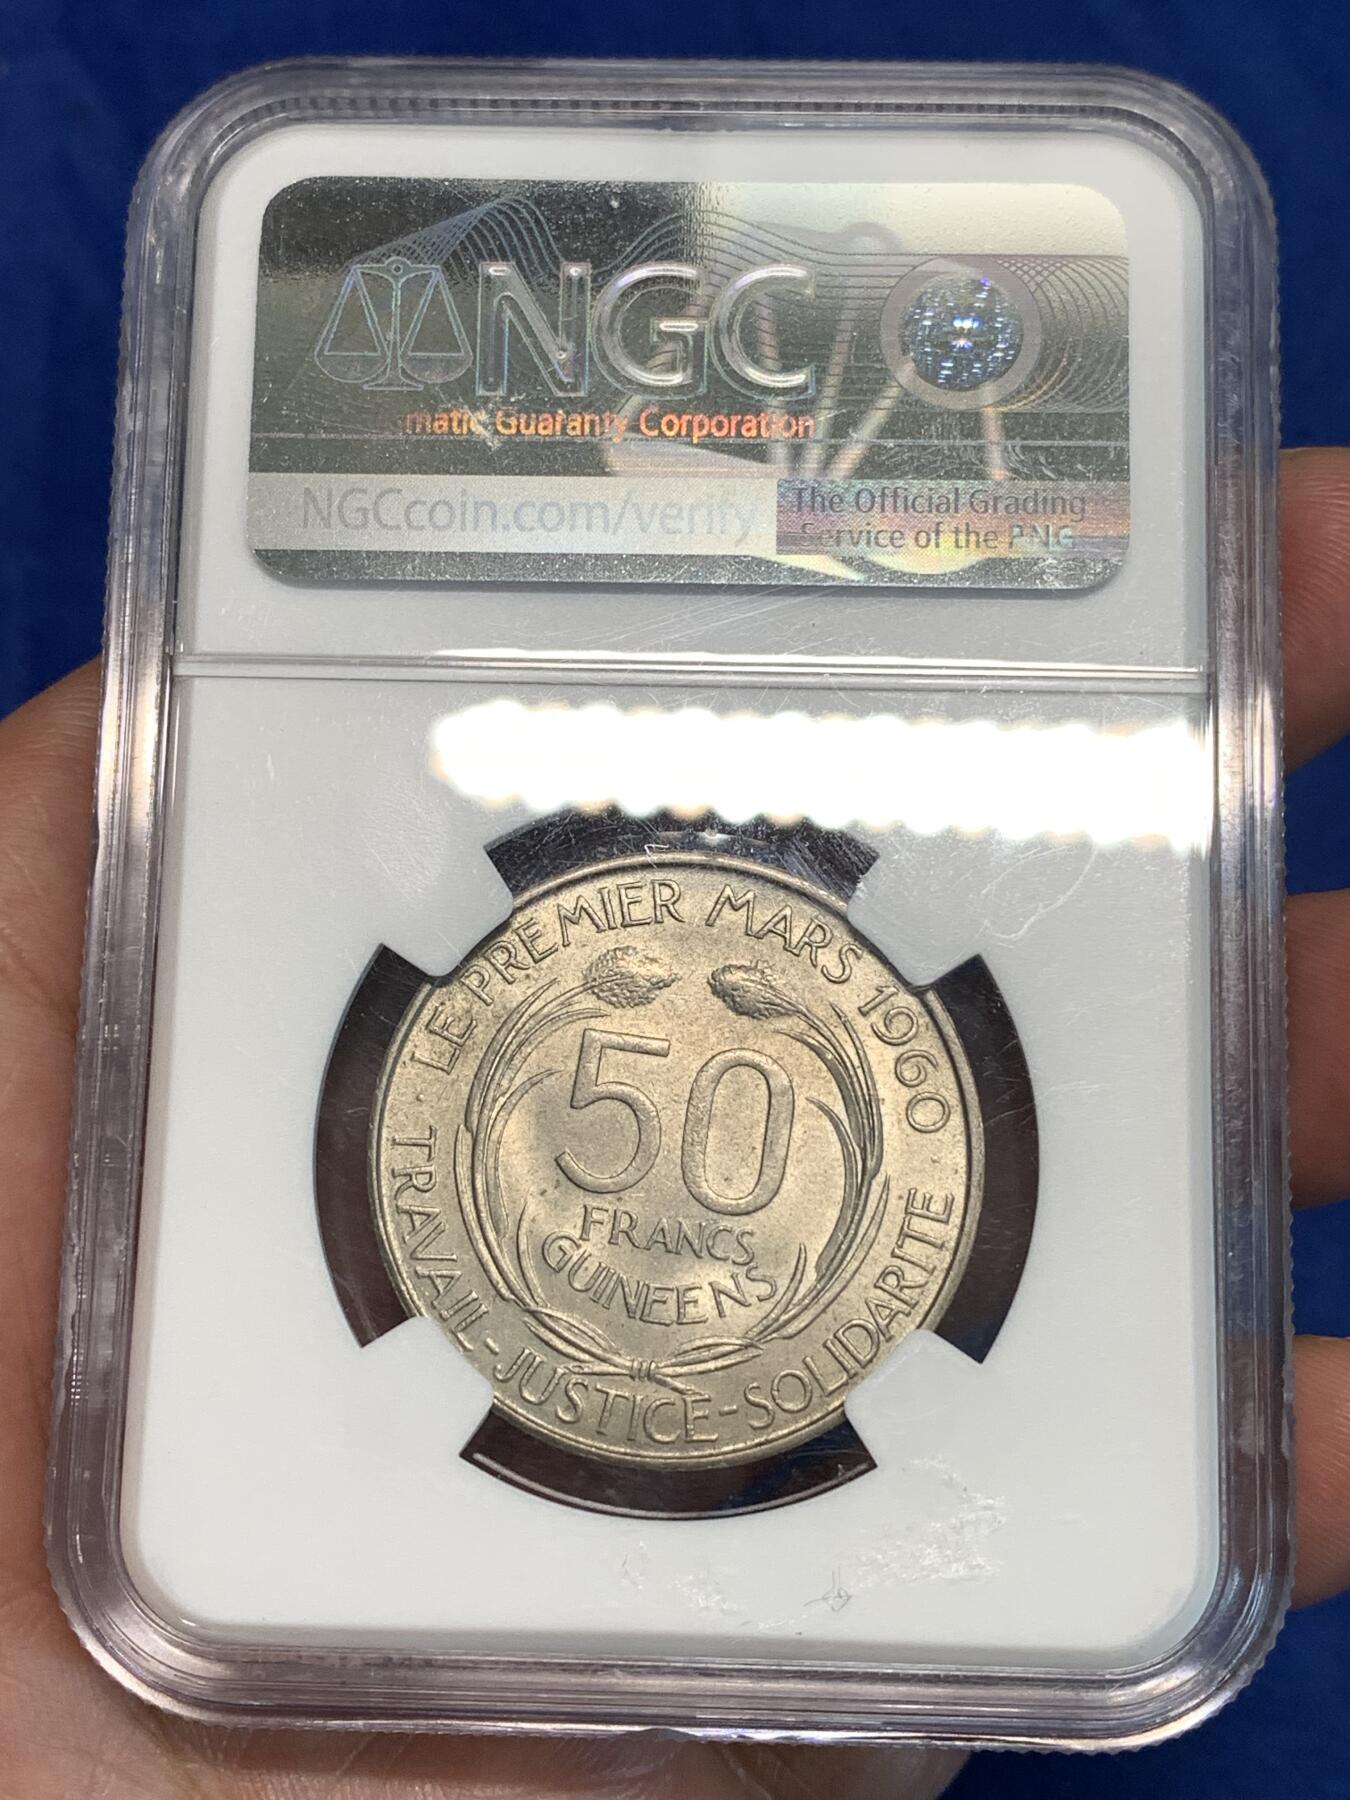 NGC
matic Guaranty Corporation
NGCcoin.com/verify
The Official Grading
Service of the PNG
LE PREMIER MARS 1960
50
FRANCS
GUINEENS
TRAVAIL-JUSTICE-SOLIDARITE